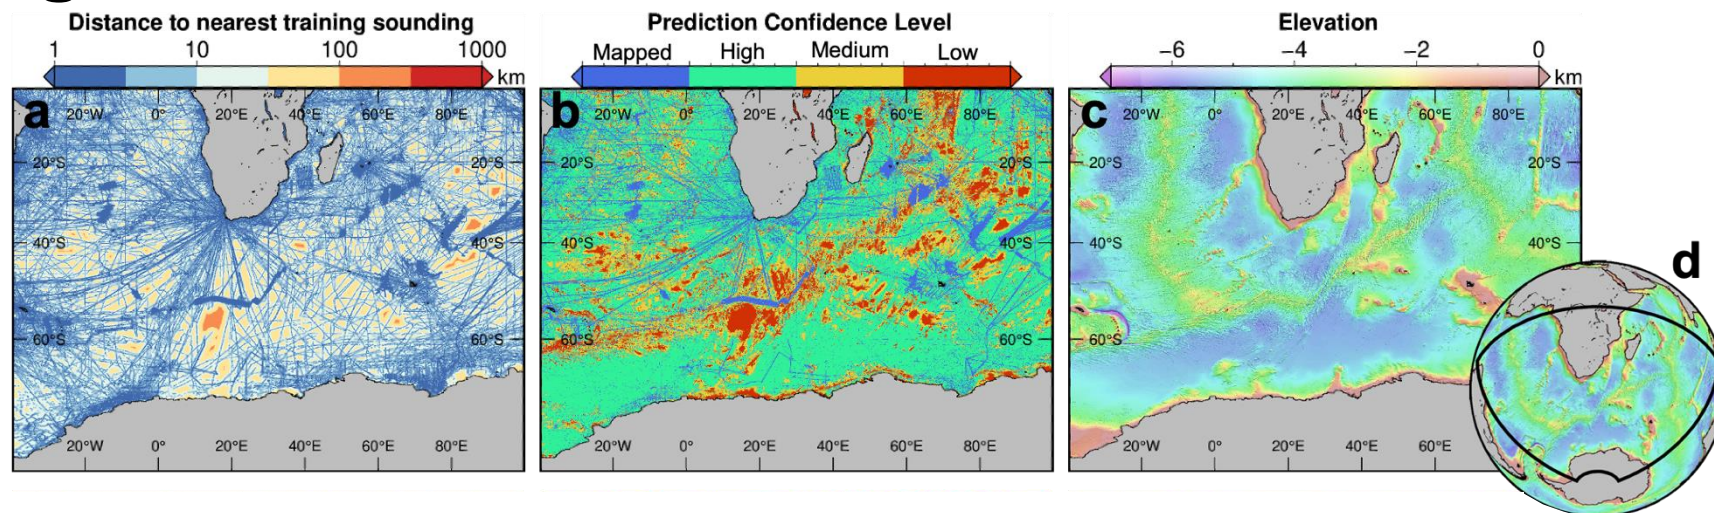 Distance to nearest training sounding
1 10 100 1000
km
a
20°W 0° 20°E 40°E 60°E 80°E
20°S
20°S
40°S
40°S
60°S
60°S
20°W 0° 20°E 40°E 60°E 80°E
Prediction Confidence Level
Mapped High Medium Low
b
20°W 0° 20°E 40°E 60°E 80°E
20°S
20°S
40°S
40°S
60°S
60°S
20°W 0° 20°E 40°E 60°E 80°E
Elevation
−6 −4 −2 0
km
c
20°W 0° 20°E 40°E 60°E 80°E
20°S
20°S
40°S
40°S
60°S
20°W 0° 20°E 40°E 60°E
d